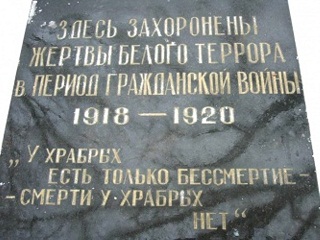 ЗДЕСЬ ЗАХОРОНЕНЫ
ЖЕРТВЫ БЕЛОГО ТЕРРОРА
В ПЕРИОД ГРАЖДАНСКОЙ ВОЙНЫ
1918 — 1920
„У ХРАБРЫХ
ЕСТЬ ТОЛЬКО БЕССМЕРТИЕ -
- СМЕРТИ У ХРАБРЫХ
НЕТ“